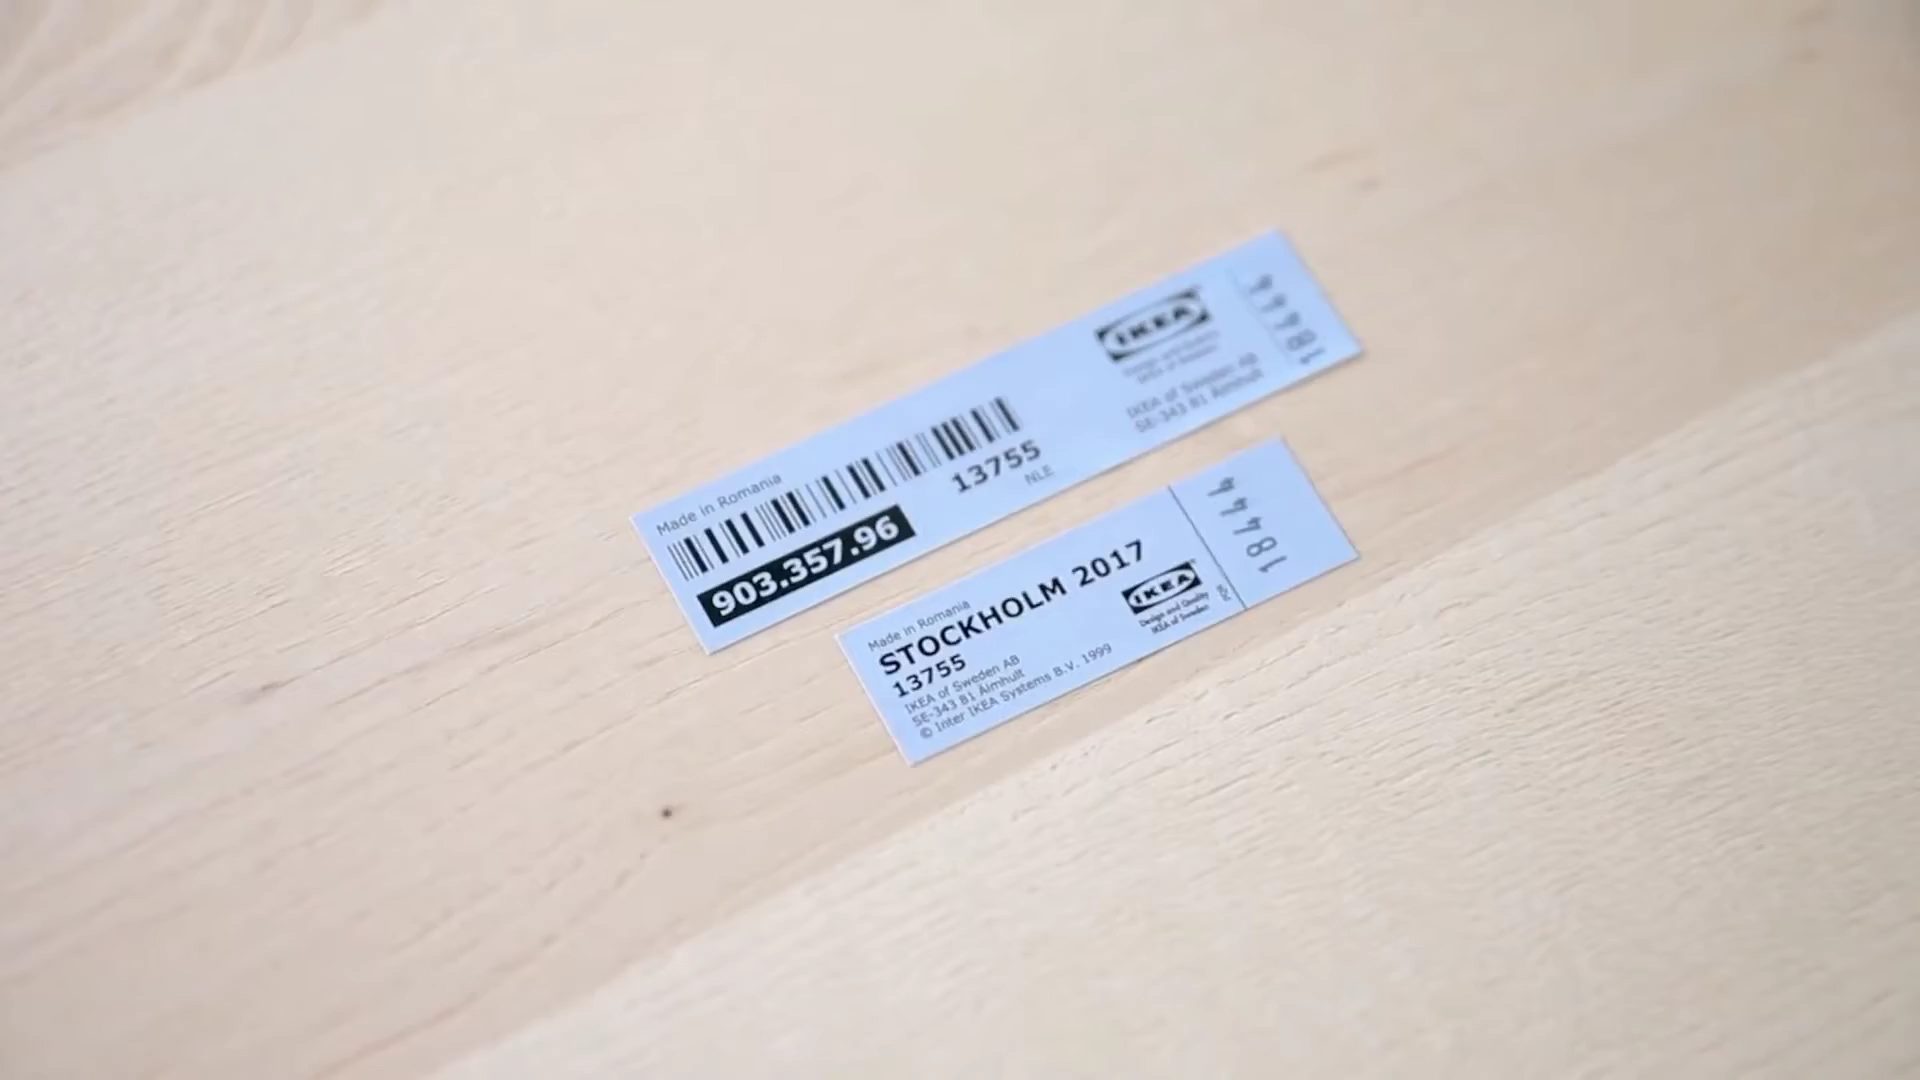 Made in Romania
13755
NLE
903.357.96
IKEA
IKEA of Sweden AB
SE-343 81 Älmhult
Made in Romania
STOCKHOLM 2017
13755
IKEA of Sweden AB
SE-343 81 Älmhult
© Inter IKEA Systems B.V. 1999
IKEA
Design and Quality
IKEA of Sweden